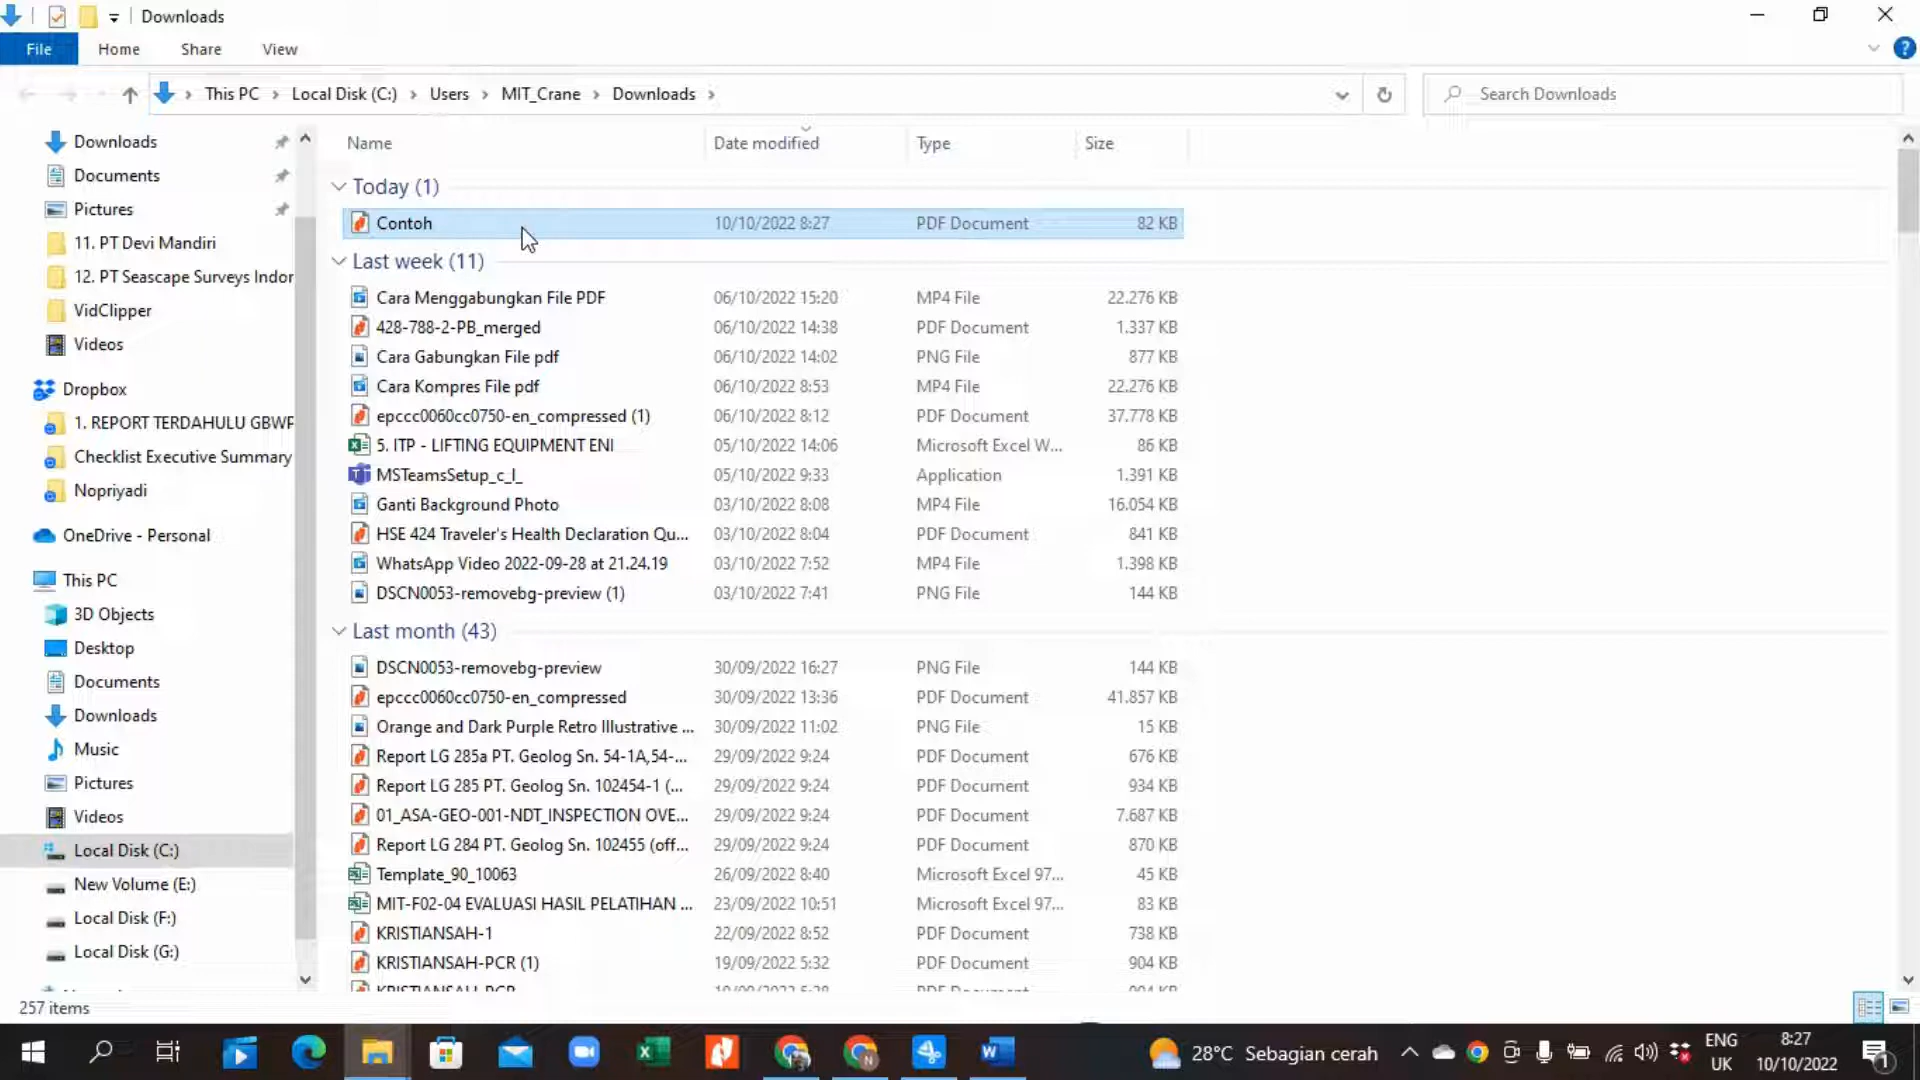 Downloads
File Home Share View
This PC Local Disk (C:) Users MIT_Crane Downloads
Search Downloads
Downloads
Documents
Pictures
11. PT Devi Mandiri
12. PT Seascape Surveys Indor
VidClipper
Videos
Dropbox
1. REPORT TERDAHULU GBWF
Checklist Executive Summary
Nopriyadi
OneDrive - Personal
This PC
3D Objects
Desktop
Documents
Downloads
Music
Pictures
Videos
Local Disk (C:)
New Volume (E:)
Local Disk (F:)
Local Disk (G:)
Name Date modified Type Size
Today (1)
Contoh 10/10/2022 8:27 PDF Document 82 KB
Last week (11)
Cara Menggabungkan File PDF 06/10/2022 15:20 MP4 File 22.276 KB
428-788-2-PB_merged 06/10/2022 14:38 PDF Document 1.337 KB
Cara Gabungkan File pdf 06/10/2022 14:02 PNG File 877 KB
Cara Kompres File pdf 06/10/2022 8:53 MP4 File 22.276 KB
epccc0060cc0750-en_compressed (1) 06/10/2022 8:12 PDF Document 37.778 KB
5. ITP - LIFTING EQUIPMENT ENI 05/10/2022 14:06 Microsoft Excel W... 86 KB
MSTeamsSetup_c_l_ 05/10/2022 9:33 Application 1.391 KB
Ganti Background Photo 03/10/2022 8:08 MP4 File 16.054 KB
HSE 424 Traveler's Health Declaration Qu... 03/10/2022 8:04 PDF Document 841 KB
WhatsApp Video 2022-09-28 at 21.24.19 03/10/2022 7:52 MP4 File 1.398 KB
DSCN0053-removebg-preview (1) 03/10/2022 7:41 PNG File 144 KB
Last month (43)
DSCN0053-removebg-preview 30/09/2022 16:27 PNG File 144 KB
epccc0060cc0750-en_compressed 30/09/2022 13:36 PDF Document 41.857 KB
Orange and Dark Purple Retro Illustrative ... 30/09/2022 11:02 PNG File 15 KB
Report LG 285a PT. Geolog Sn. 54-1A,54-... 29/09/2022 9:24 PDF Document 676 KB
Report LG 285 PT. Geolog Sn. 102454-1 (... 29/09/2022 9:24 PDF Document 934 KB
01_ASA-GEO-001-NDT_INSPECTION OVE... 29/09/2022 9:24 PDF Document 7.687 KB
Report LG 284 PT. Geolog Sn. 102455 (off... 29/09/2022 9:24 PDF Document 870 KB
Template_90_10063 26/09/2022 8:40 Microsoft Excel 97... 45 KB
MIT-F02-04 EVALUASI HASIL PELATIHAN ... 23/09/2022 10:51 Microsoft Excel 97... 83 KB
KRISTIANSAH-1 22/09/2022 8:52 PDF Document 738 KB
KRISTIANSAH-PCR (1) 19/09/2022 5:32 PDF Document 904 KB
257 items
28°C Sebagian cerah
ENG
UK
8:27
10/10/2022
1